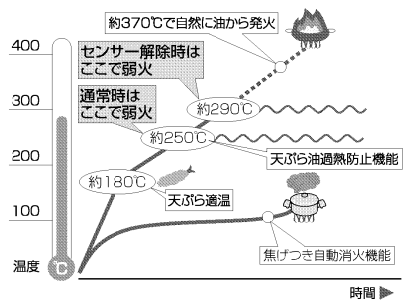 約370℃で自然に油から発火
400
センサー解除時は
ここで弱火
300
約290℃
通常時は
ここで弱火
約250℃
天ぷら油過熱防止機能
200
約180℃
天ぷら適温
100
焦げつき自動消火機能
温度
℃
時間